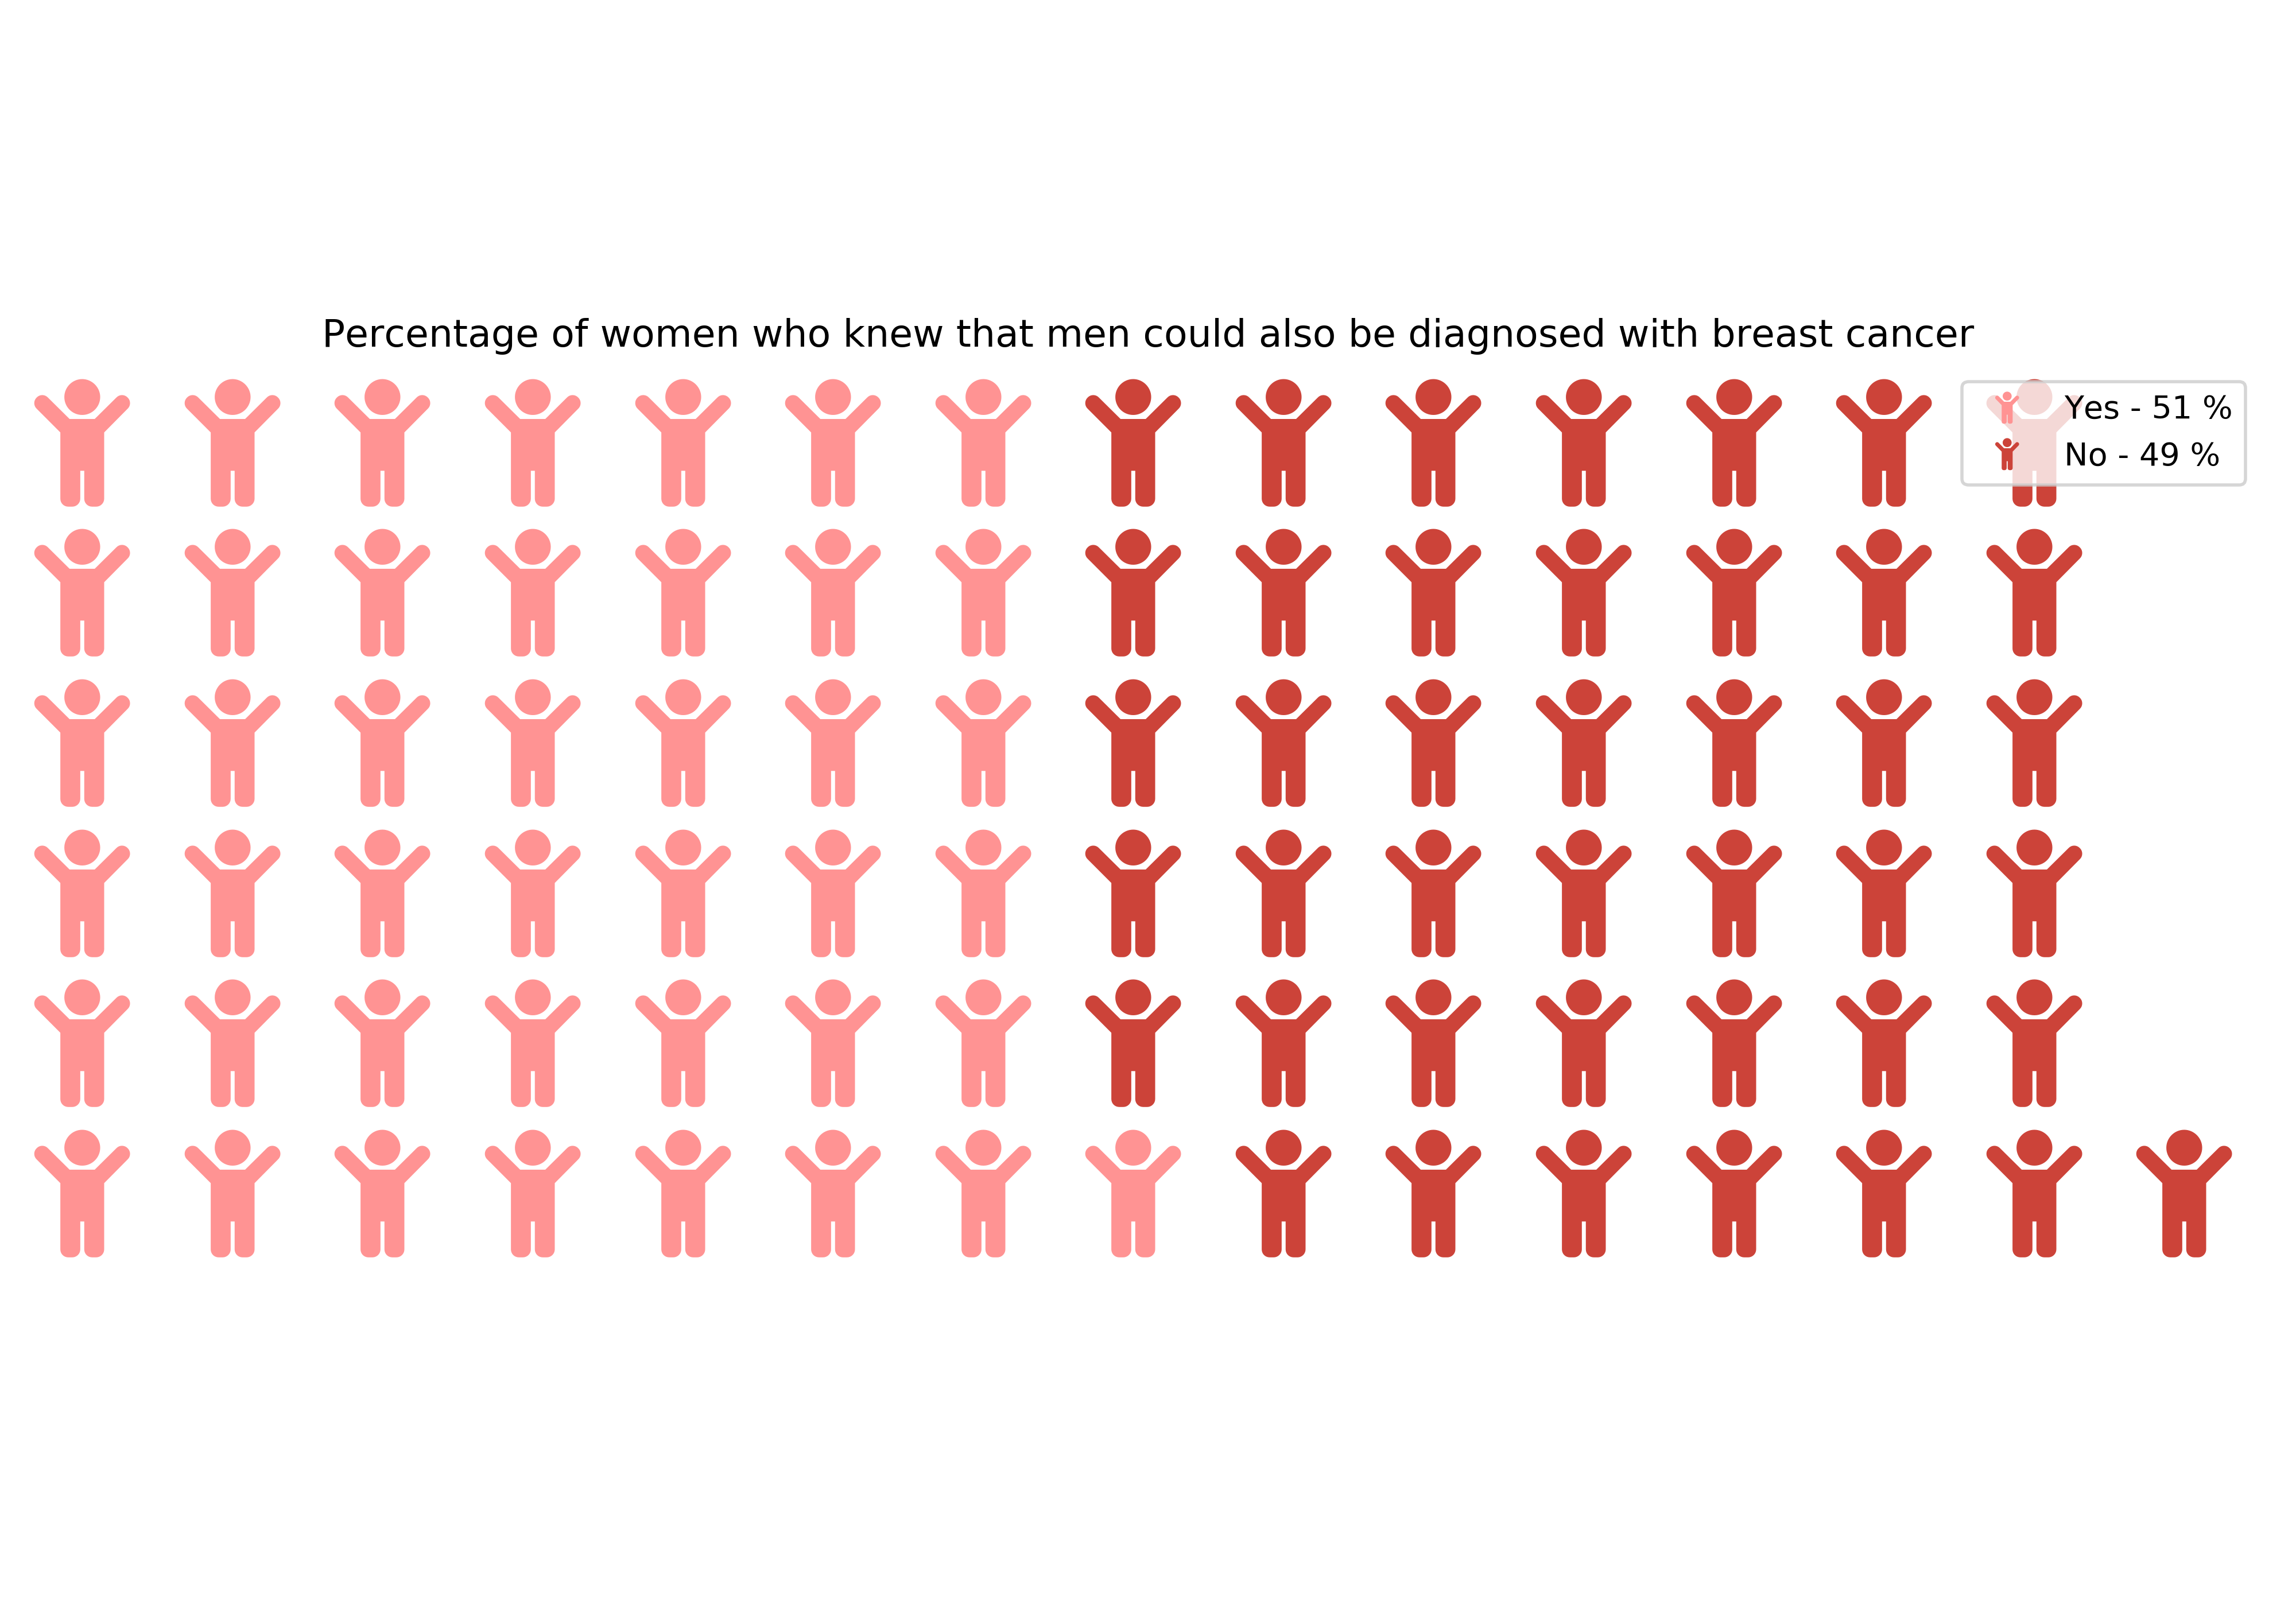 Percentage of women who knew that men could also be diagnosed with breast cancer
Yes - 51 %
No - 49 %